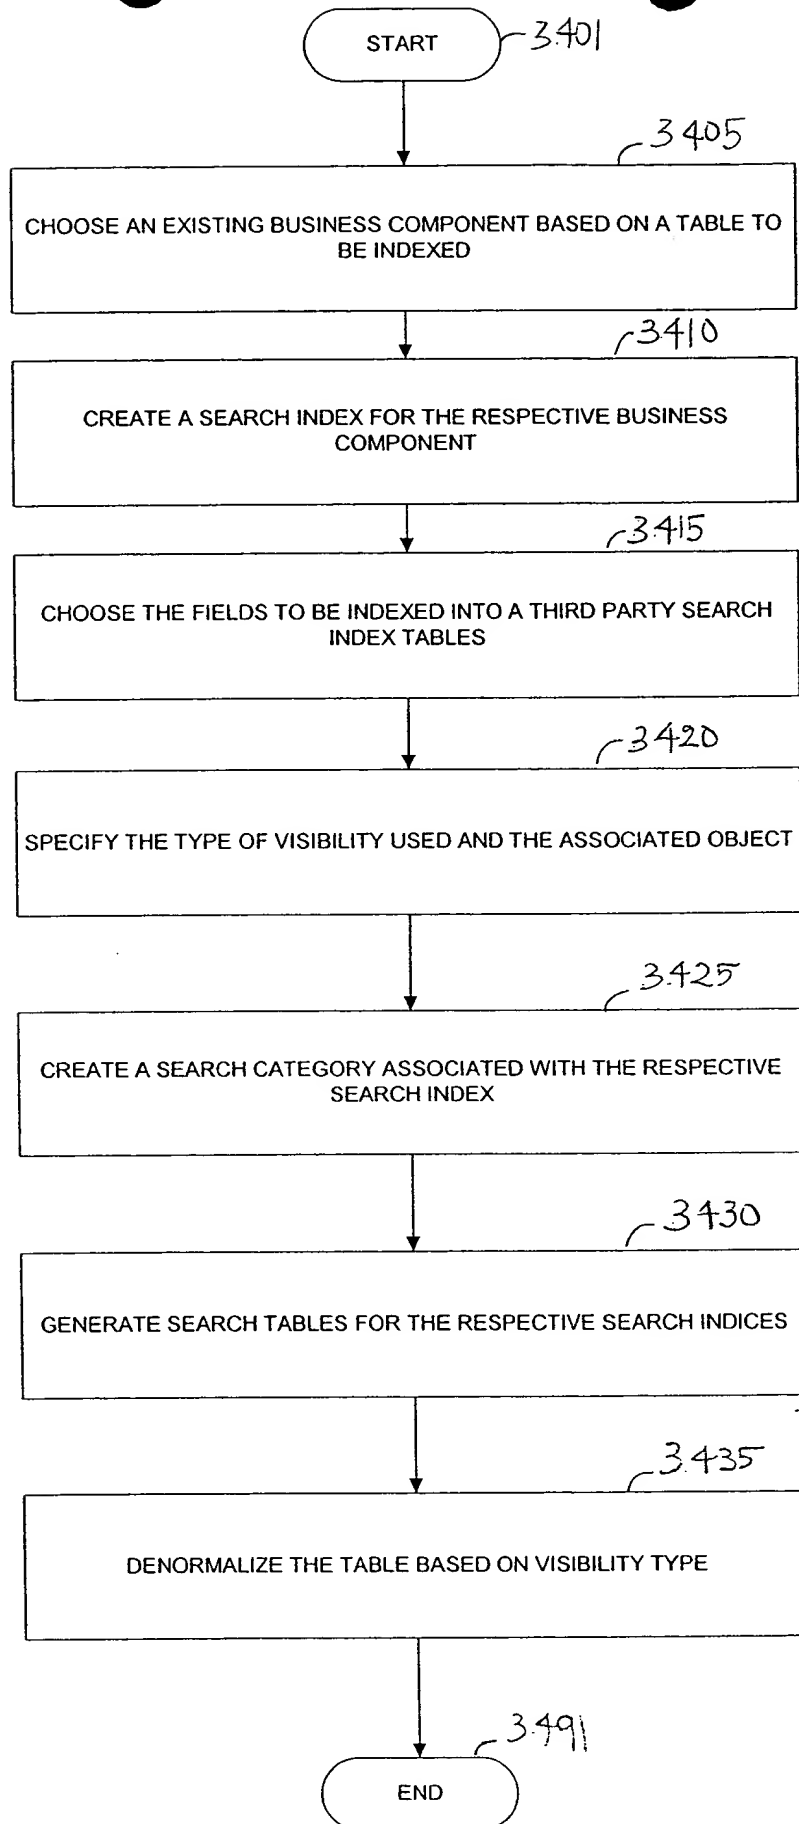 START
3401
3405
CHOOSE AN EXISTING BUSINESS COMPONENT BASED ON A TABLE TO
BE INDEXED
3410
CREATE A SEARCH INDEX FOR THE RESPECTIVE BUSINESS
COMPONENT
3415
CHOOSE THE FIELDS TO BE INDEXED INTO A THIRD PARTY SEARCH
INDEX TABLES
3420
SPECIFY THE TYPE OF VISIBILITY USED AND THE ASSOCIATED OBJECT
3425
CREATE A SEARCH CATEGORY ASSOCIATED WITH THE RESPECTIVE
SEARCH INDEX
3430
GENERATE SEARCH TABLES FOR THE RESPECTIVE SEARCH INDICES
3435
DENORMALIZE THE TABLE BASED ON VISIBILITY TYPE
3491
END